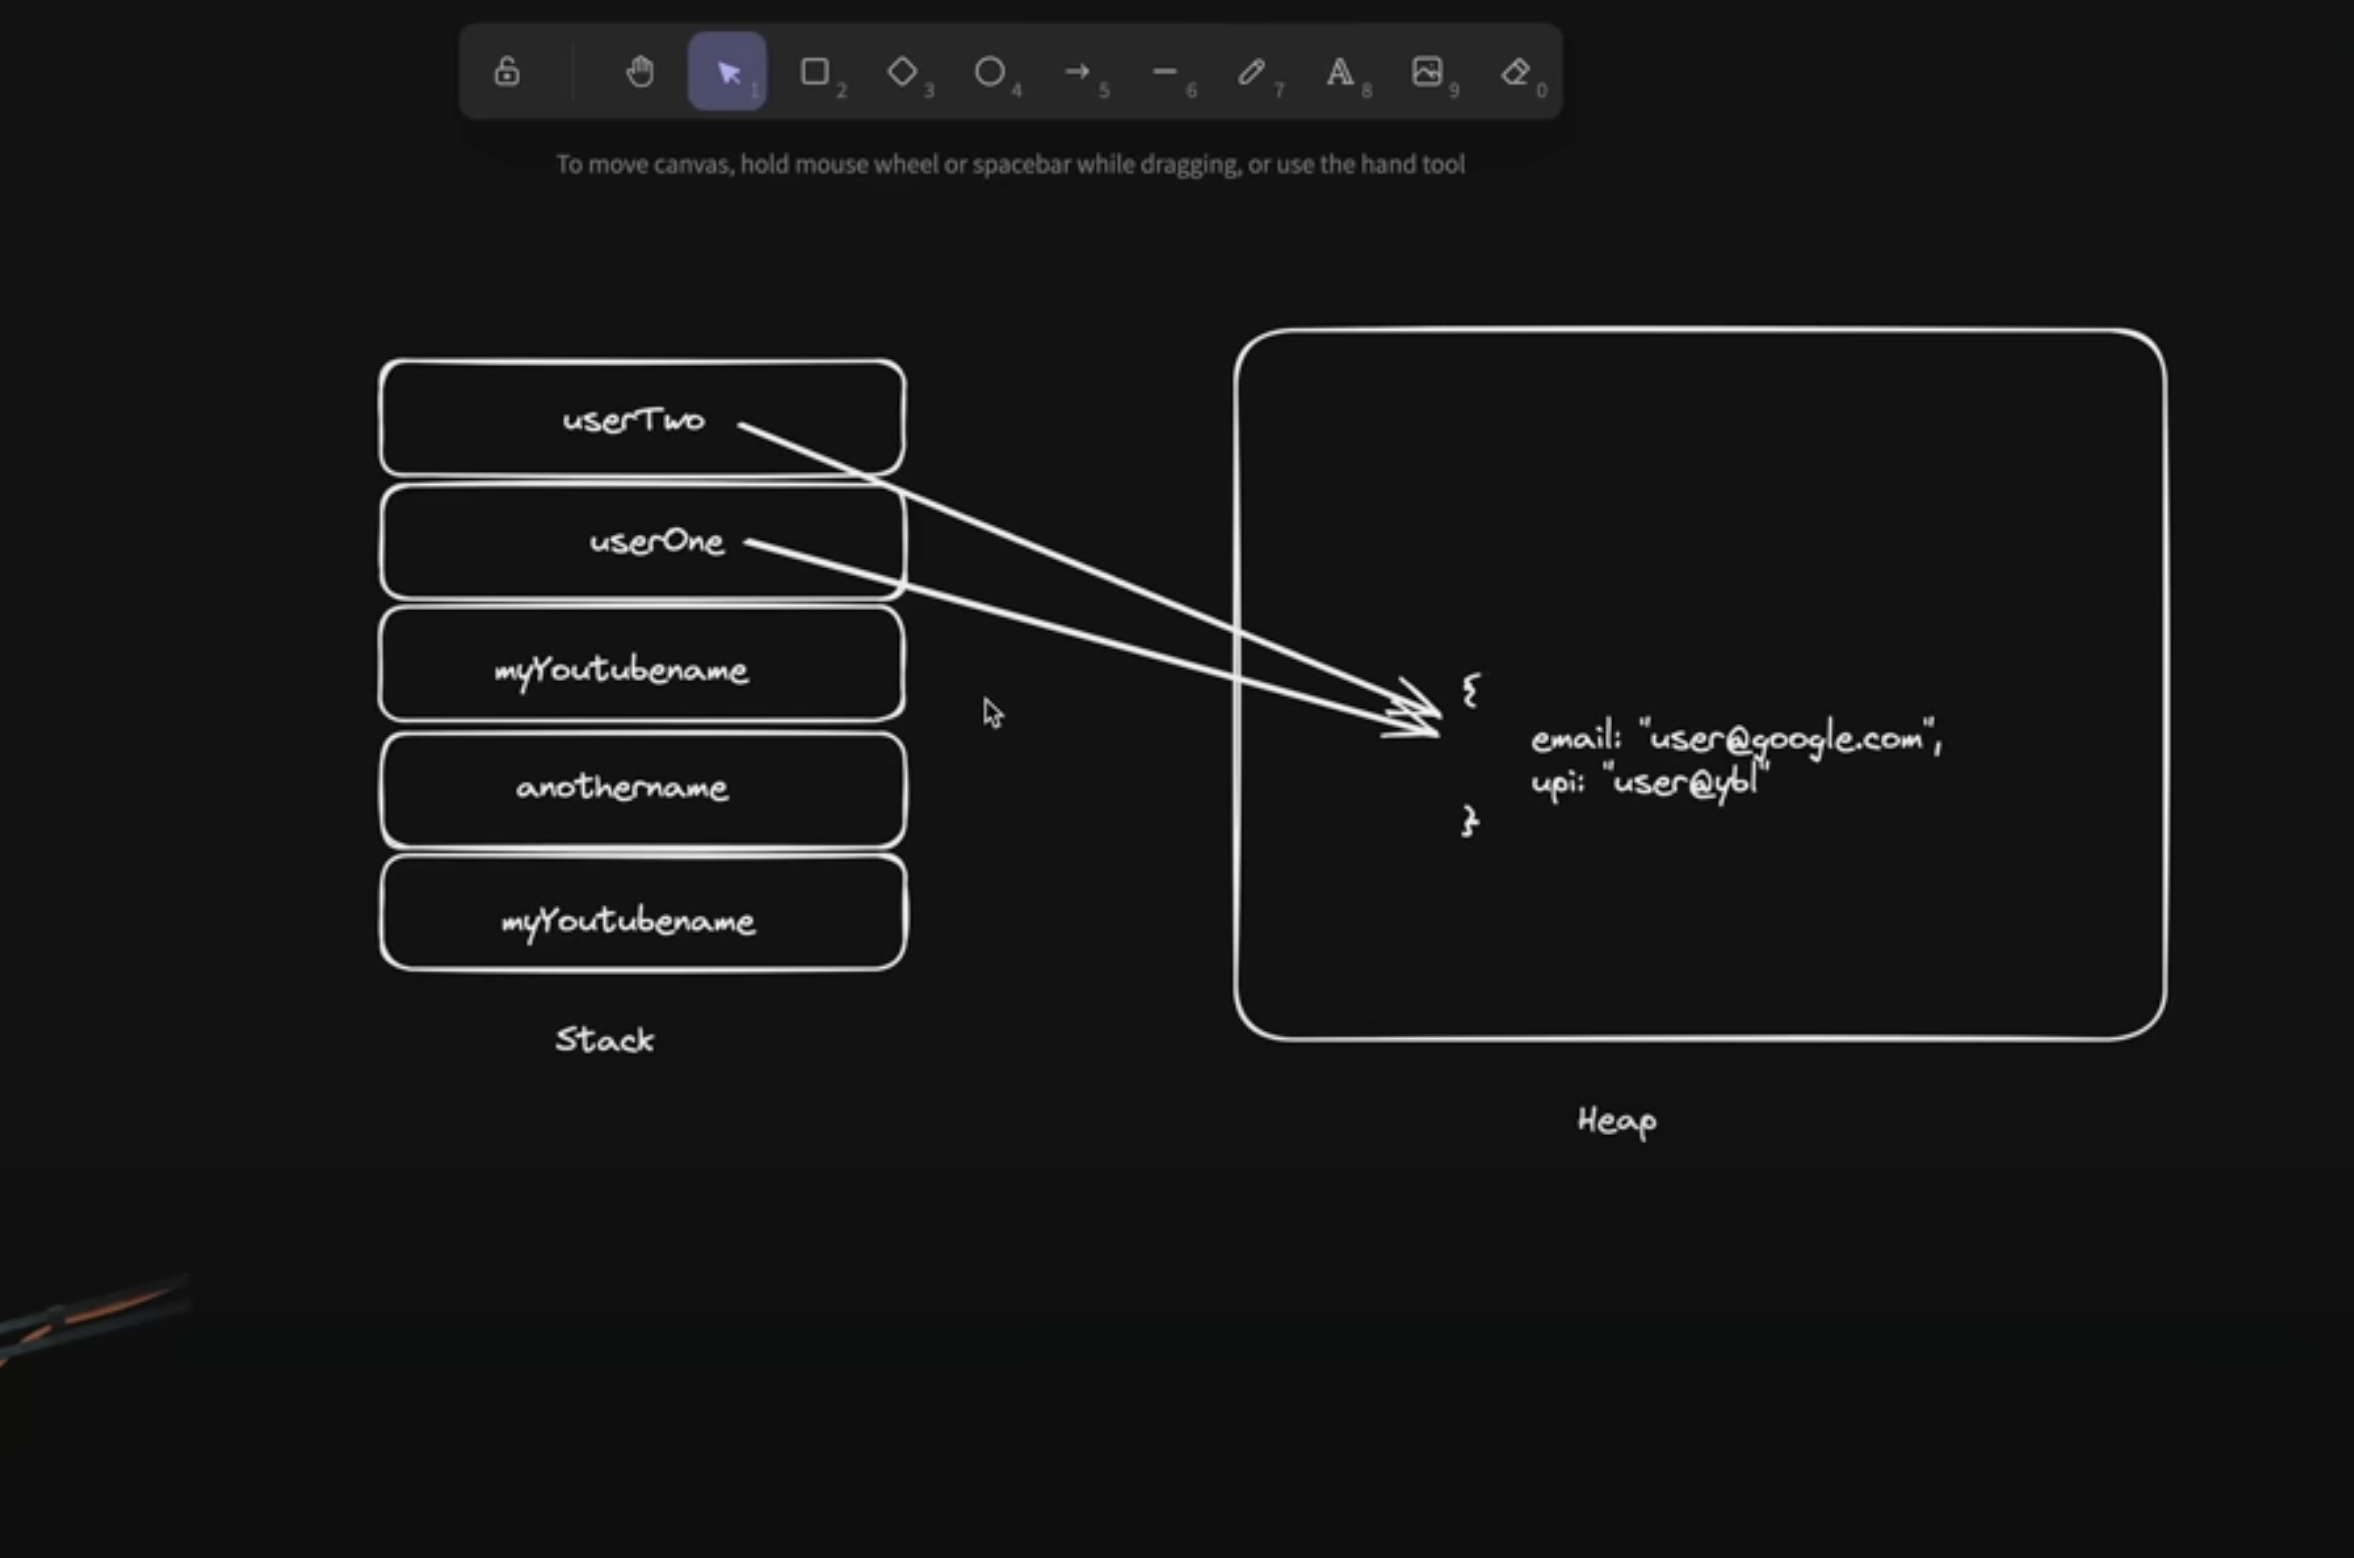 1 2 3 4 5 6 7 8 9 0
To move canvas, hold mouse wheel or spacebar while dragging, or use the hand tool
userTwo
userOne
myYoutubename
anothername
myYoutubename
Stack
{
email: "user@google.com",
upi: "user@ybl"
}
Heap